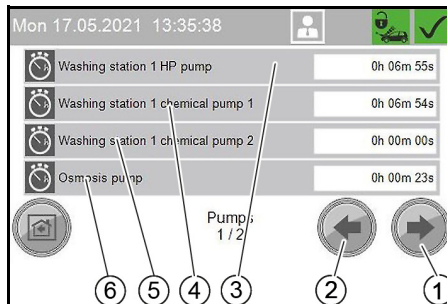 Mon 17.05.2021 13:35:38
Washing station 1 HP pump 0h 06m 55s
Washing station 1 chemical pump 1 0h 06m 54s
Washing station 1 chemical pump 2 0h 00m 00s
Osmosis pump 0h 00m 23s
Pumps
1 / 2
6 5 4 3 2 1